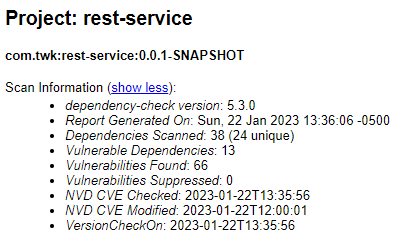 Project: rest-service
com.twk:rest-service:0.0.1-SNAPSHOT
Scan Information (show less):
• dependency-check version: 5.3.0
• Report Generated On: Sun, 22 Jan 2023 13:36:06 -0500
• Dependencies Scanned: 38 (24 unique)
• Vulnerable Dependencies: 13
• Vulnerabilities Found: 66
• Vulnerabilities Suppressed: 0
• NVD CVE Checked: 2023-01-22T13:35:56
• NVD CVE Modified: 2023-01-22T12:00:01
• VersionCheckOn: 2023-01-22T13:35:56